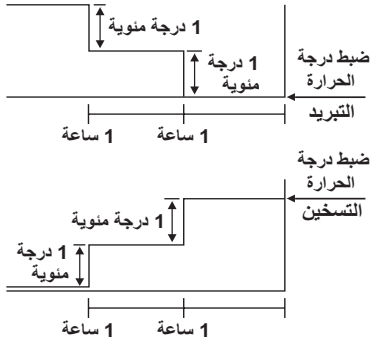 1 درجة مئوية
1 درجة
مئوية
ضبط درجة
الحرارة
التبريد
1 ساعة
1 ساعة
ضبط درجة
الحرارة
التسخين
1 درجة مئوية
1 درجة
مئوية
1 ساعة
1 ساعة